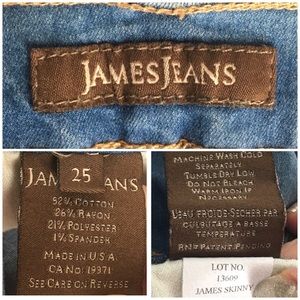 JAMES JEANS
25
JAM ANS
52% COTTON
26% RAYON
21% POLYESTER
1% SPANDEX
MADE IN U.S.A
CA NO: 19371
SEE CARE ON REVERSE
MACHINE WASH COLD
SEPARATELY
TUMBLE DRY LOW
DO NOT BLEACH
WARM IRON IF
NECESSARY
EAU FROIDE-SECHER PAR
CULBUTAGE A BASSE
TEMPERATURE
RN# PATENT PENDING
LOT NO.
13609
JAMES SKINNY